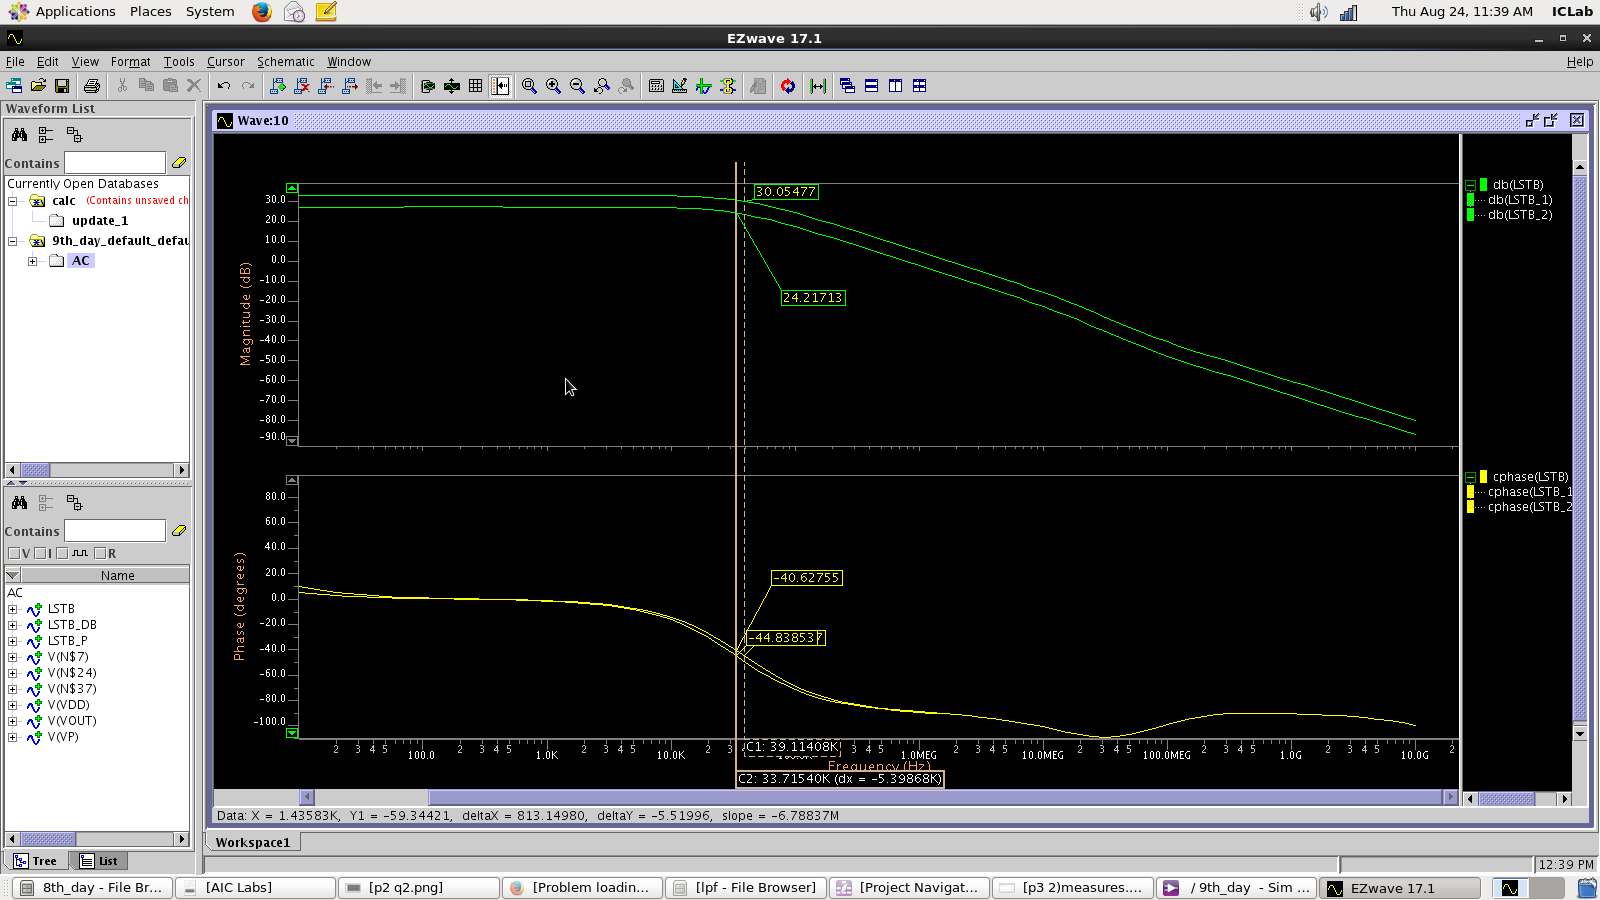 Applications Places System Thu Aug 24, 11:39 AM ICLab
EZwave 17.1
File Edit View Format Tools Cursor Schematic Window Help
Waveform List
Contains
Currently Open Databases
calc (Contains unsaved ch
update_1
9th_day_default_defau
AC
Contains
V I R
Name
AC
LSTB
LSTB_DB
LSTB_P
V(N$7)
V(N$24)
V(N$37)
V(VDD)
V(VOUT)
V(VP)
Tree List
Wave:10
Magnitude (dB)
30.0
20.0
10.0
0.0
-10.0
-20.0
-30.0
-40.0
-50.0
-60.0
-70.0
-80.0
-90.0
30.05477
24.21713
db(LSTB)
db(LSTB_1)
db(LSTB_2)
Phase (degrees)
80.0
60.0
40.0
20.0
0.0
-20.0
-40.0
-60.0
-80.0
-100.0
-40.62755
-44.838537
cphase(LSTB)
cphase(LSTB_1
cphase(LSTB_2
2 3 4 5 100.0 2 3 4 5 1.0K 2 3 4 5 10.0K 2 3 3 4 5 1.0MEG 2 3 4 5 10.0MEG 2 3 4 5 100.0MEG 2 3 4 5 1.0G 2 3 4 5 10.0G 2
C1: 39.11408K
Frequency (Hz)
C2: 33.71540K (dx = -5.39868K)
Data: X = 1.43583K, Y1 = -59.34421, deltaX = 813.14980, deltaY = -5.51996, slope = -6.78837M
Workspace1
12:39 PM
8th_day - File Br... [AIC Labs] [p2 q2.png] [Problem loadin... [lpf - File Browser] [Project Navigat... [p3 2)measures.... / 9th_day - Sim ... EZwave 17.1